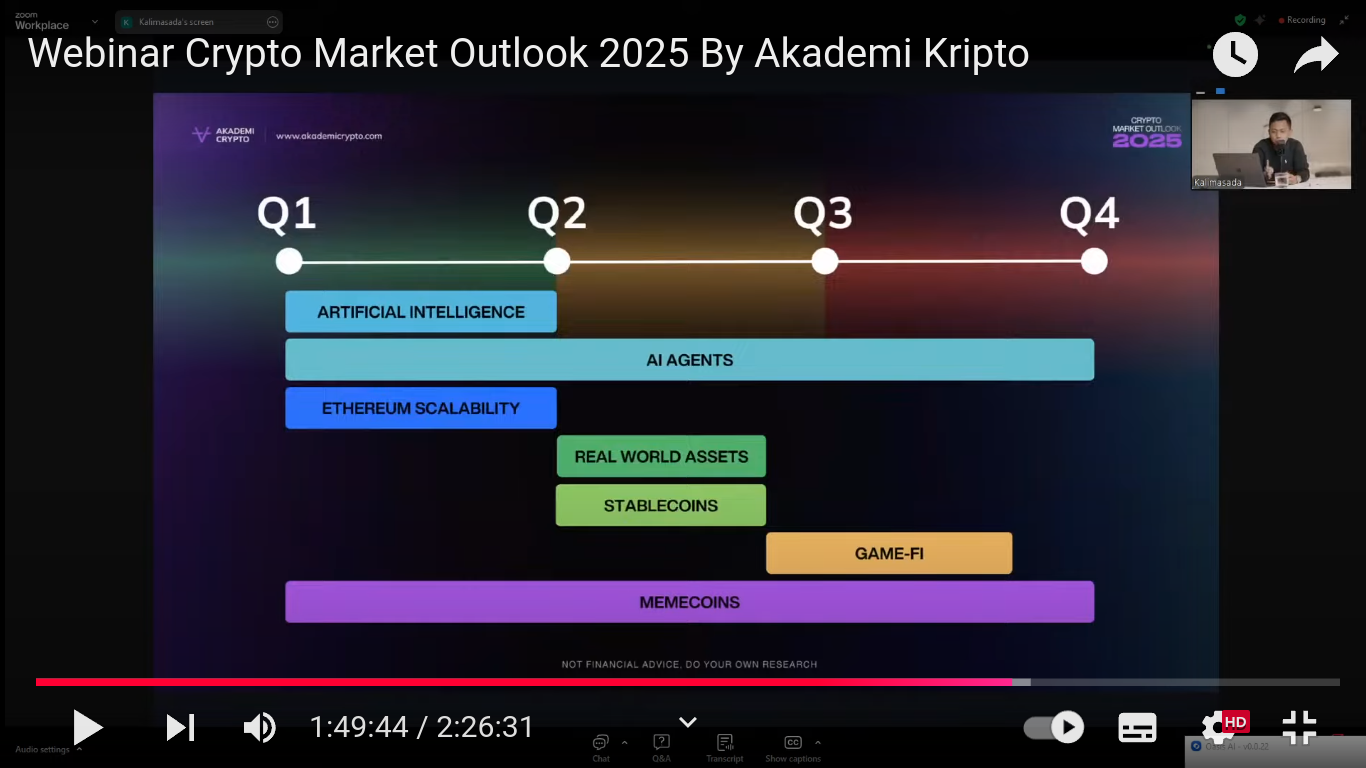 zoom
Workplace
K Kalimasada's screen
Recording
Webinar Crypto Market Outlook 2025 By Akademi Kripto
AKADEMI
CRYPTO
www.akademicrypto.com
CRYPTO
MARKET OUTLOOK
2025
Kalimasada
Q1 Q2 Q3 Q4
ARTIFICIAL INTELLIGENCE
AI AGENTS
ETHEREUM SCALABILITY
REAL WORLD ASSETS
STABLECOINS
GAME-FI
MEMECOINS
NOT FINANCIAL ADVICE, DO YOUR OWN RESEARCH
1:49:44 / 2:26:31
HD
Audio settings
Chat
Q&A
Transcript
CC
Show captions